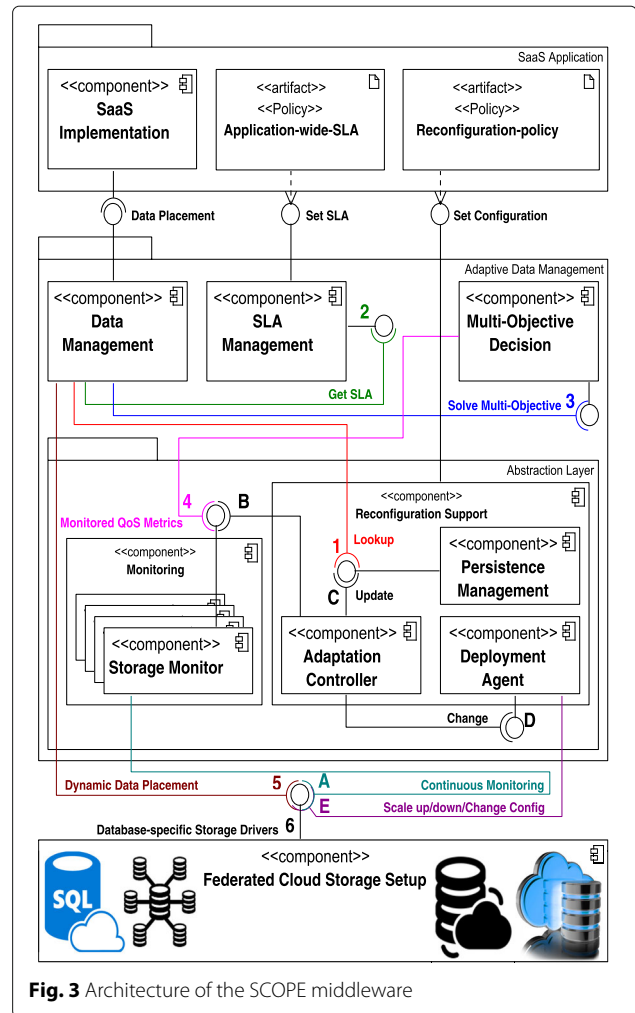 SaaS Application
<<component>>
SaaS
Implementation
<<artifact>>
<<Policy>>
Application-wide-SLA
<<artifact>>
<<Policy>>
Reconfiguration-policy
Data Placement
Set SLA
Set Configuration
Adaptive Data Management
<<component>>
Data
Management
<<component>>
SLA
Management
2
<<component>>
Multi-Objective
Decision
Get SLA
Solve Multi-Objective 3
Abstraction Layer
4
B
Monitored QoS Metrics
<<component>>
Reconfiguration Support
<<component>>
Monitoring
1
Lookup
C
Update
<<component>>
Persistence
Management
<<component>>
Storage Monitor
<<component>>
Adaptation
Controller
<<component>>
Deployment
Agent
Change
D
Dynamic Data Placement
5
A
Continuous Monitoring
E
Scale up/down/Change Config
Database-specific Storage Drivers
6
<<component>>
Federated Cloud Storage Setup
SQL
Fig. 3 Architecture of the SCOPE middleware